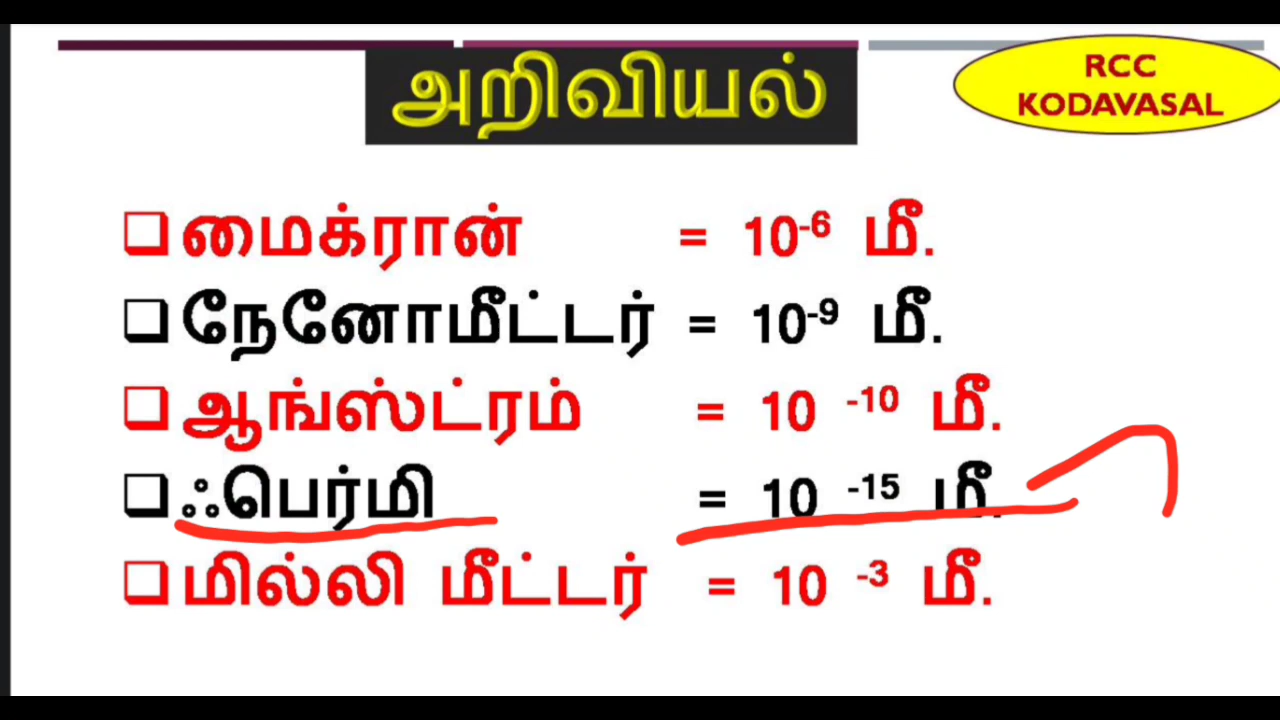 அறிவியல்
RCC
KODAVASAL
❑மைக்ரான் = 10⁻⁶ மீ.
❑நேனோமீட்டர் = 10⁻⁹ மீ.
❑ஆங்ஸ்ட்ரம் = 10 ⁻¹⁰ மீ.
❑ஃபெர்மி = 10 ⁻¹⁵ மீ.
❑மில்லி மீட்டர் = 10 ⁻³ மீ.